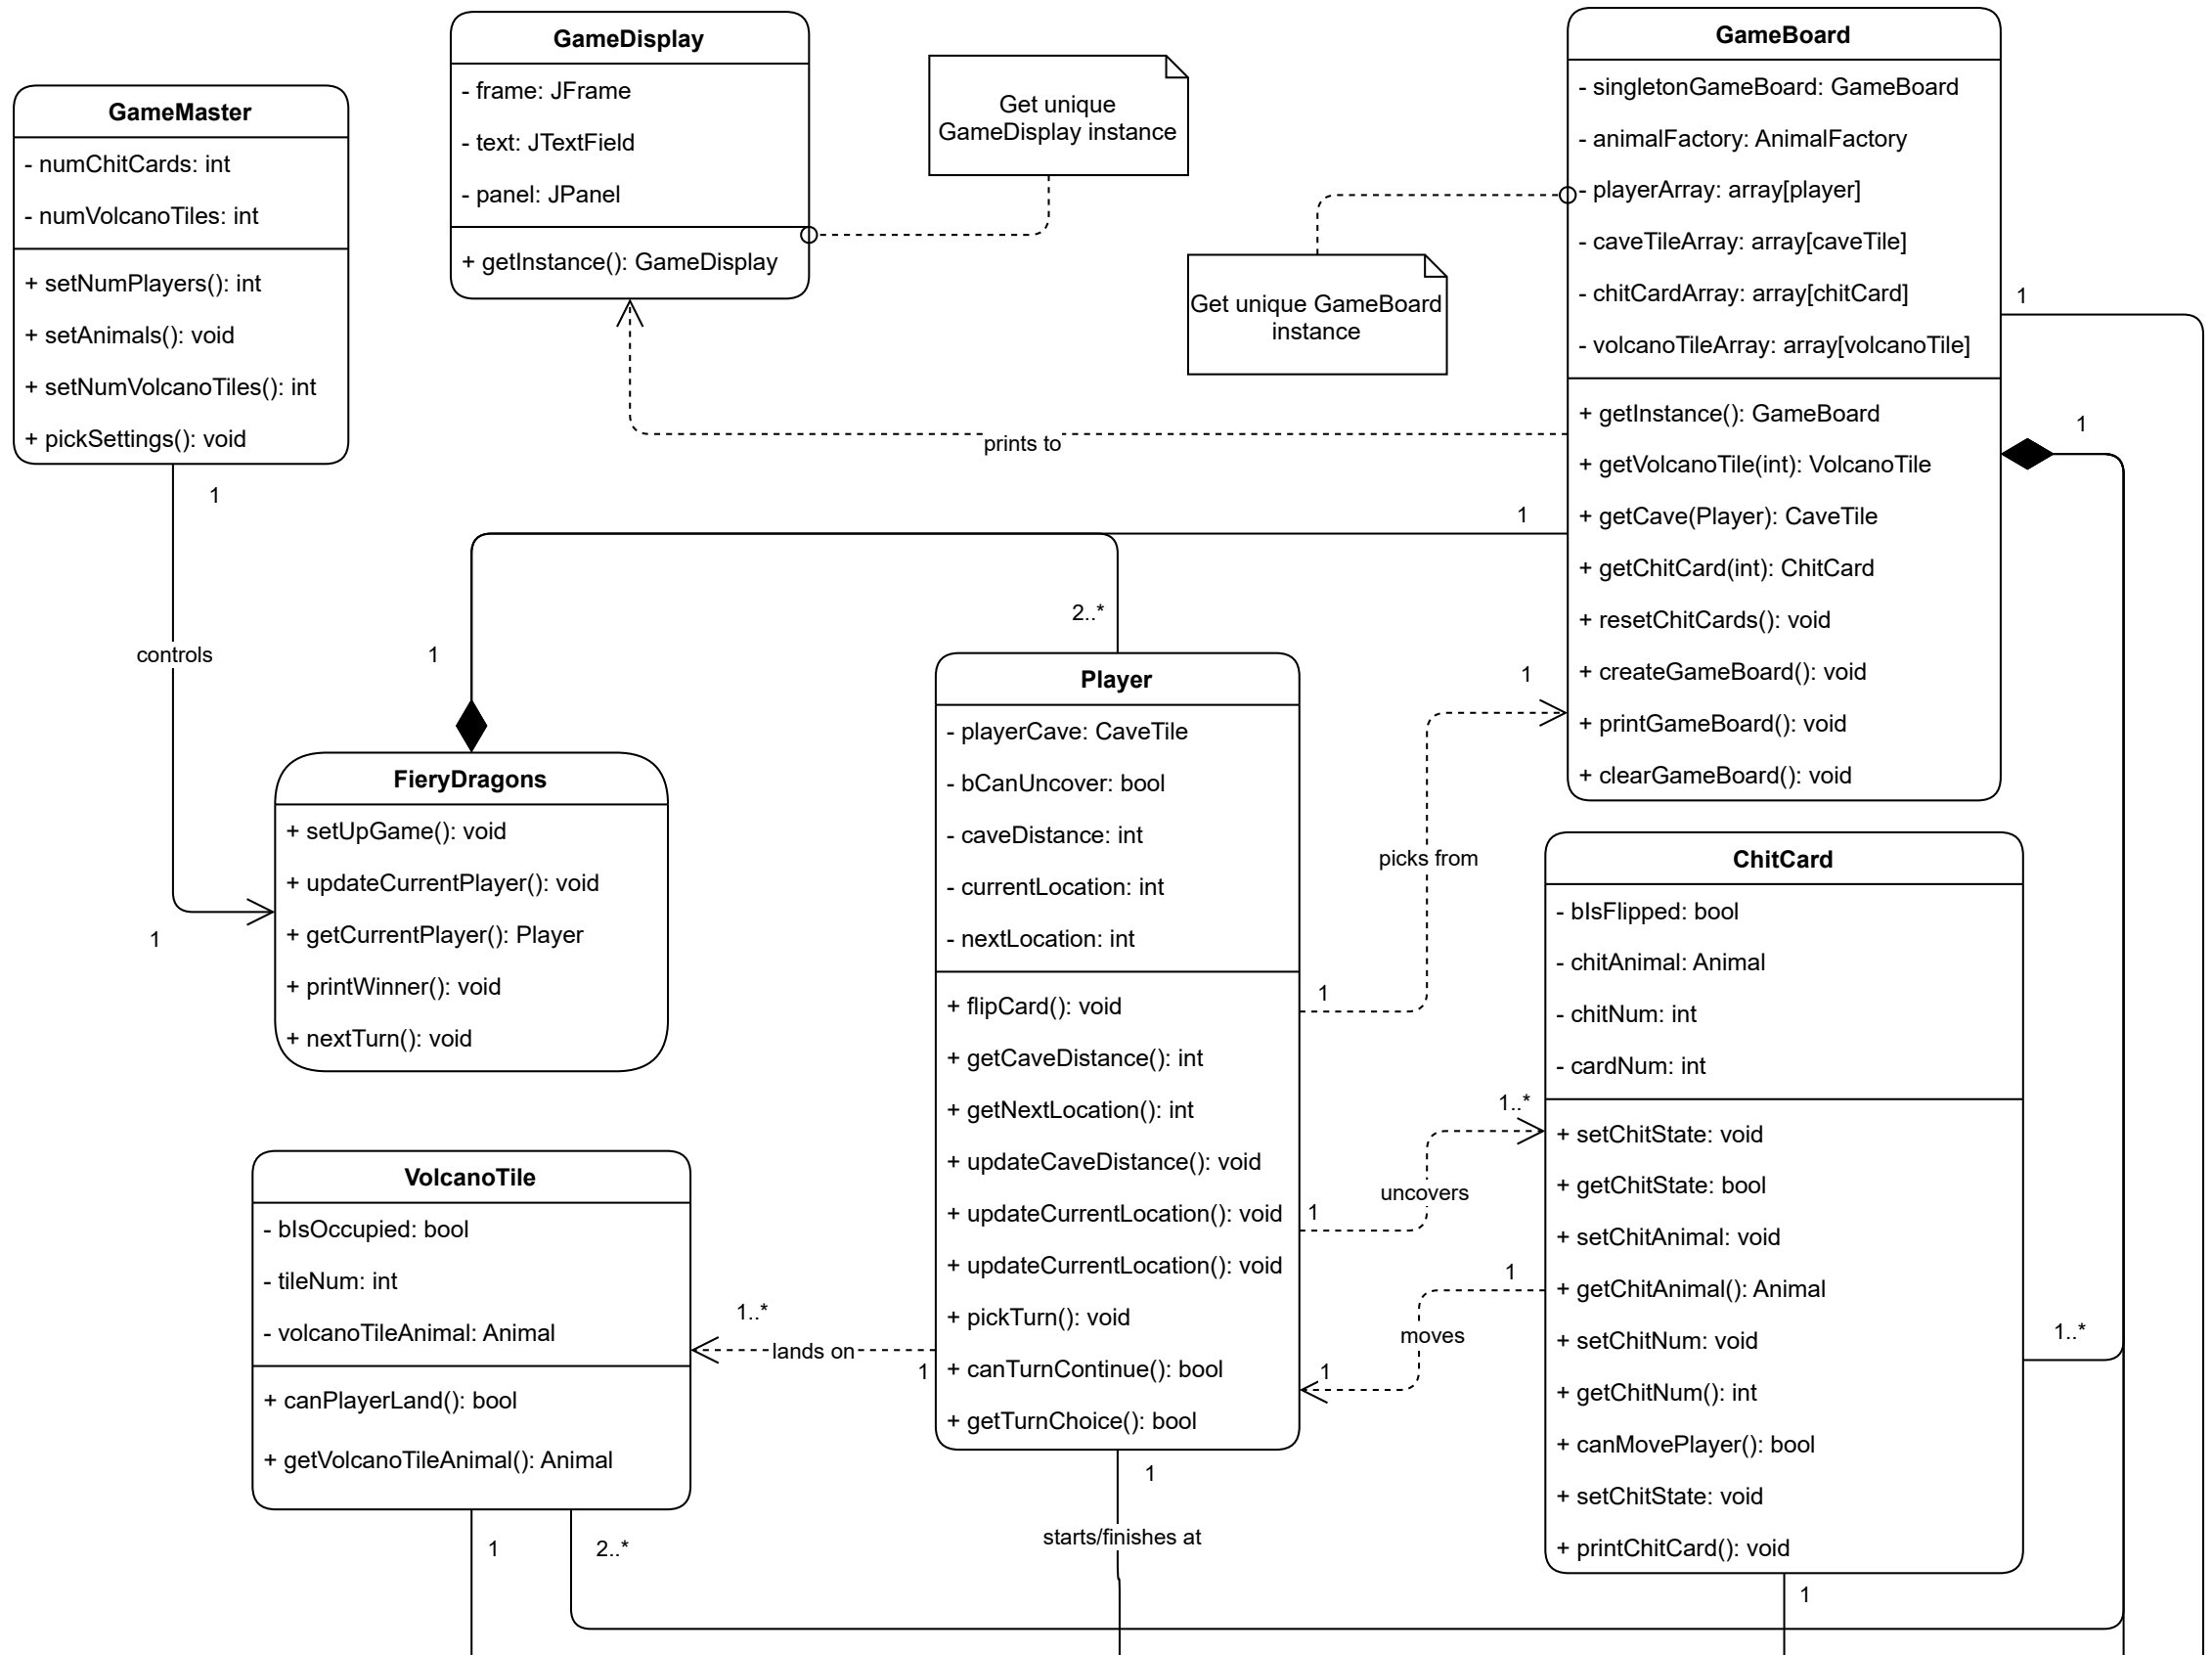 GameMaster
- numChitCards: int
- numVolcanoTiles: int
+ setNumPlayers(): int
+ setAnimals(): void
+ setNumVolcanoTiles(): int
+ pickSettings(): void
1
controls
1
GameDisplay
- frame: JFrame
- text: JTextField
- panel: JPanel
+ getInstance(): GameDisplay
Get unique
GameDisplay instance
Get unique GameBoard
instance
prints to
GameBoard
- singletonGameBoard: GameBoard
- animalFactory: AnimalFactory
- playerArray: array[player]
- caveTileArray: array[caveTile]
- chitCardArray: array[chitCard]
- volcanoTileArray: array[volcanoTile]
+ getInstance(): GameBoard
+ getVolcanoTile(int): VolcanoTile
+ getCave(Player): CaveTile
+ getChitCard(int): ChitCard
+ resetChitCards(): void
+ createGameBoard(): void
+ printGameBoard(): void
+ clearGameBoard(): void
1
1
1
2..*
1
FieryDragons
+ setUpGame(): void
+ updateCurrentPlayer(): void
+ getCurrentPlayer(): Player
+ printWinner(): void
+ nextTurn(): void
Player
- playerCave: CaveTile
- bCanUncover: bool
- caveDistance: int
- currentLocation: int
- nextLocation: int
+ flipCard(): void
+ getCaveDistance(): int
+ getNextLocation(): int
+ updateCaveDistance(): void
+ updateCurrentLocation(): void
+ updateCurrentLocation(): void
+ pickTurn(): void
+ canTurnContinue(): bool
+ getTurnChoice(): bool
1
picks from
1
1..*
uncovers
1
1
moves
1
ChitCard
- bIsFlipped: bool
- chitAnimal: Animal
- chitNum: int
- cardNum: int
+ setChitState: void
+ getChitState: bool
+ setChitAnimal: void
+ getChitAnimal(): Animal
+ setChitNum: void
+ getChitNum(): int
+ canMovePlayer(): bool
+ setChitState: void
+ printChitCard(): void
1..*
1
VolcanoTile
- bIsOccupied: bool
- tileNum: int
- volcanoTileAnimal: Animal
+ canPlayerLand(): bool
+ getVolcanoTileAnimal(): Animal
1..*
lands on
1
1
2..*
1
starts/finishes at